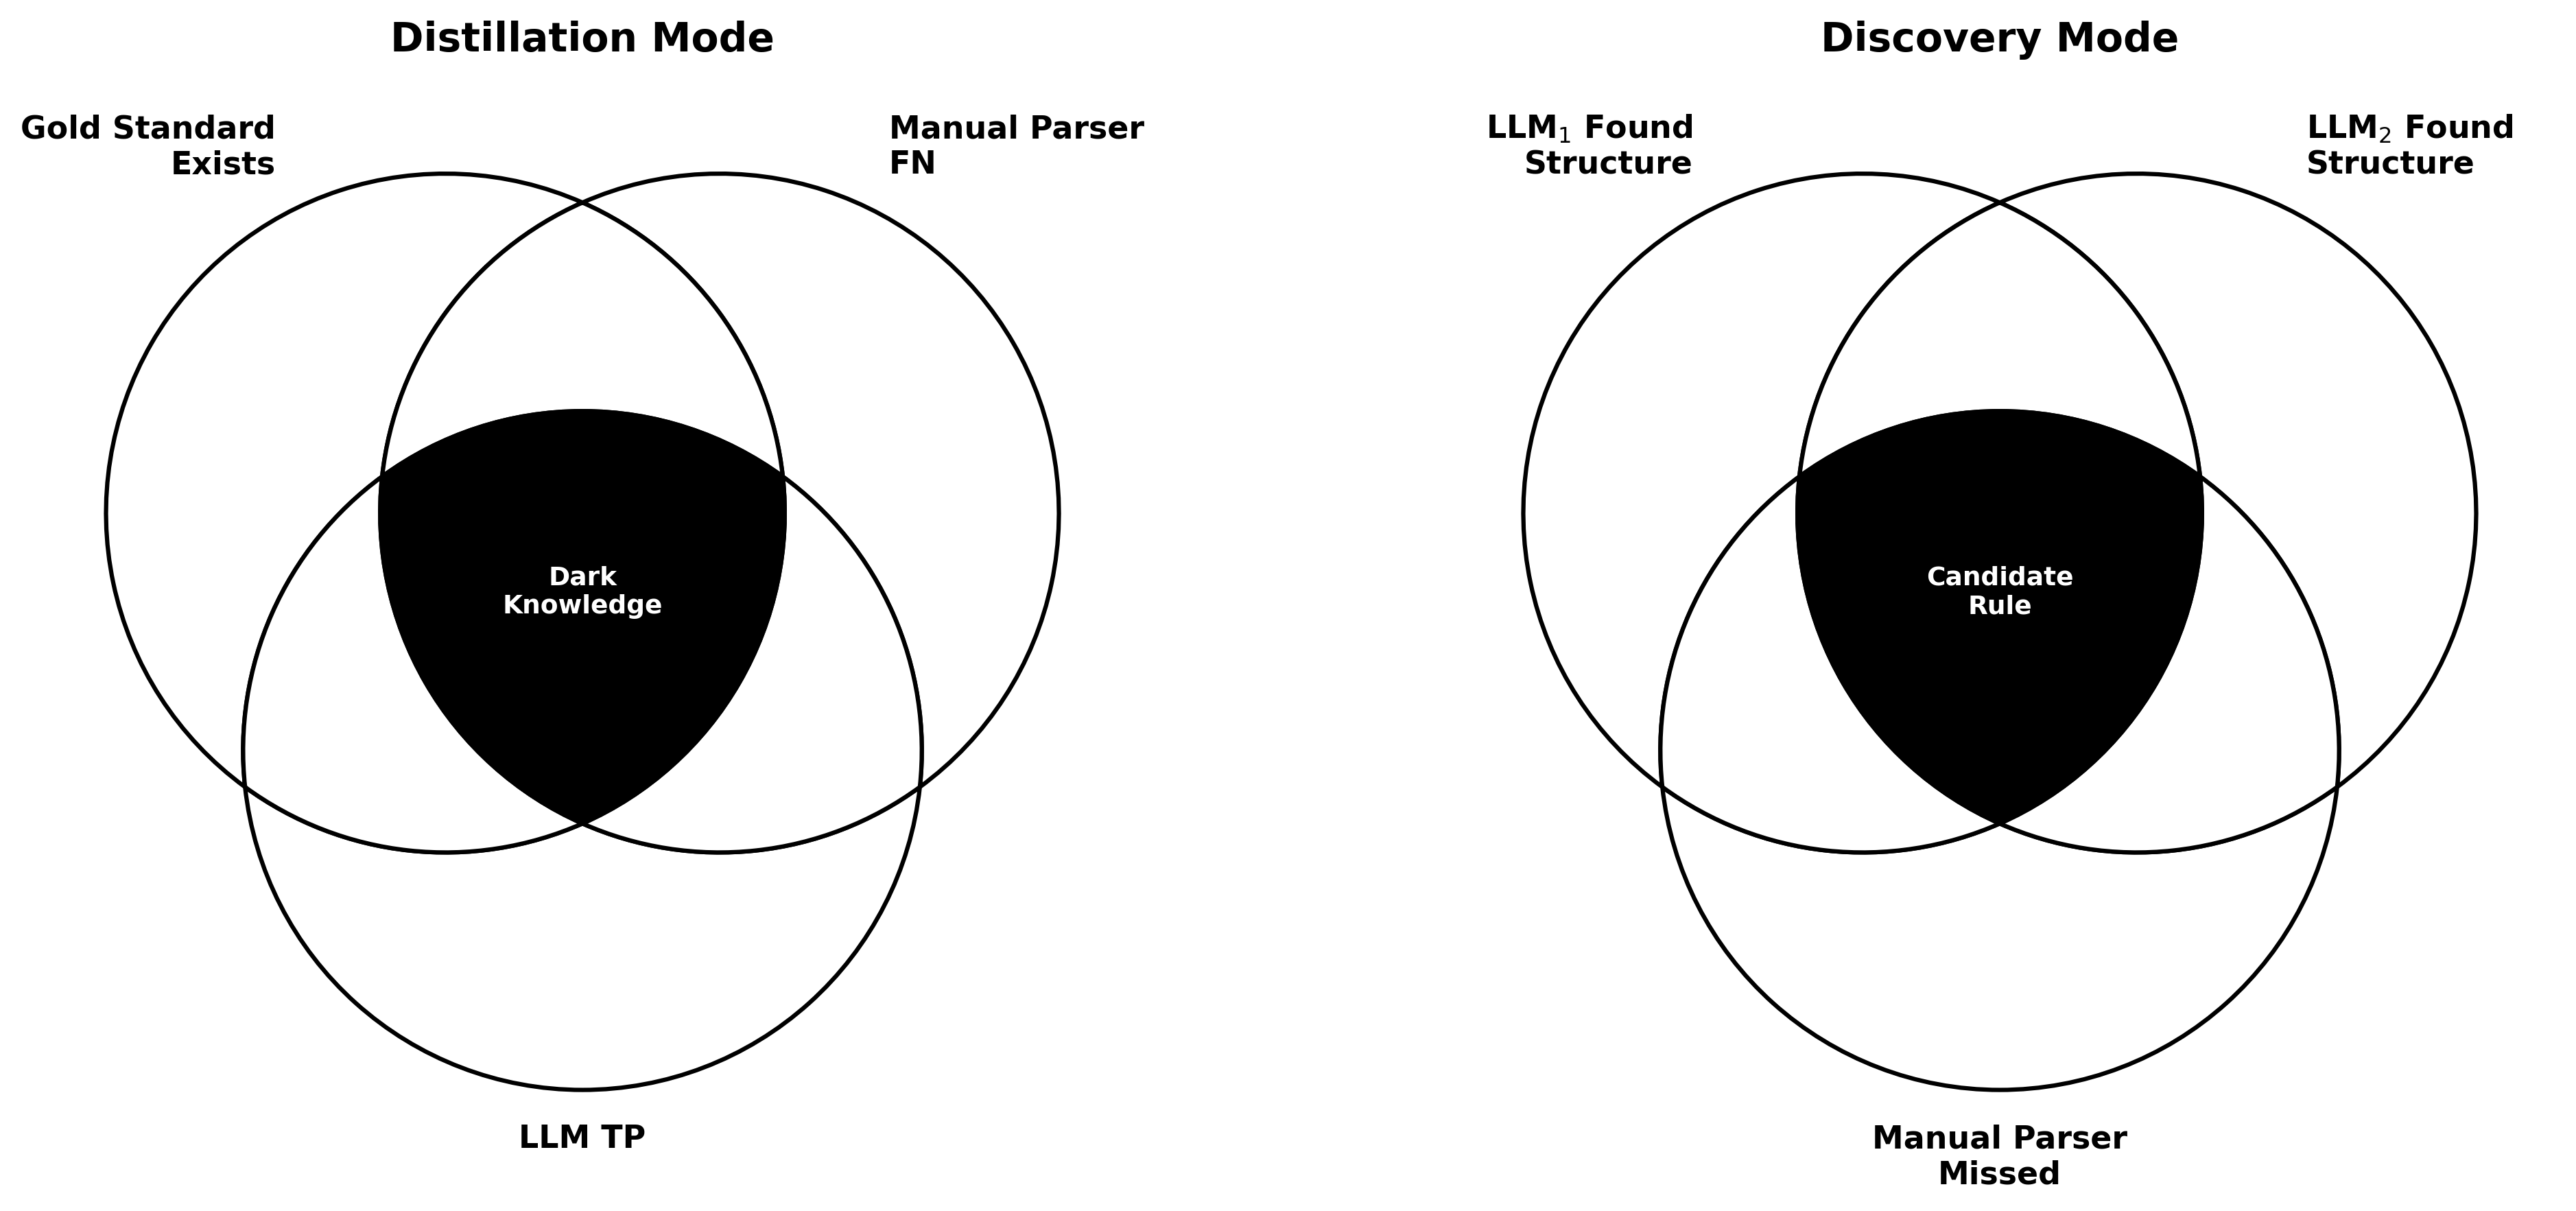 Distillation Mode
Gold Standard
Exists
Manual Parser
FN
Dark
Knowledge
LLM TP
Discovery Mode
LLM₁ Found
Structure
LLM₂ Found
Structure
Candidate
Rule
Manual Parser
Missed